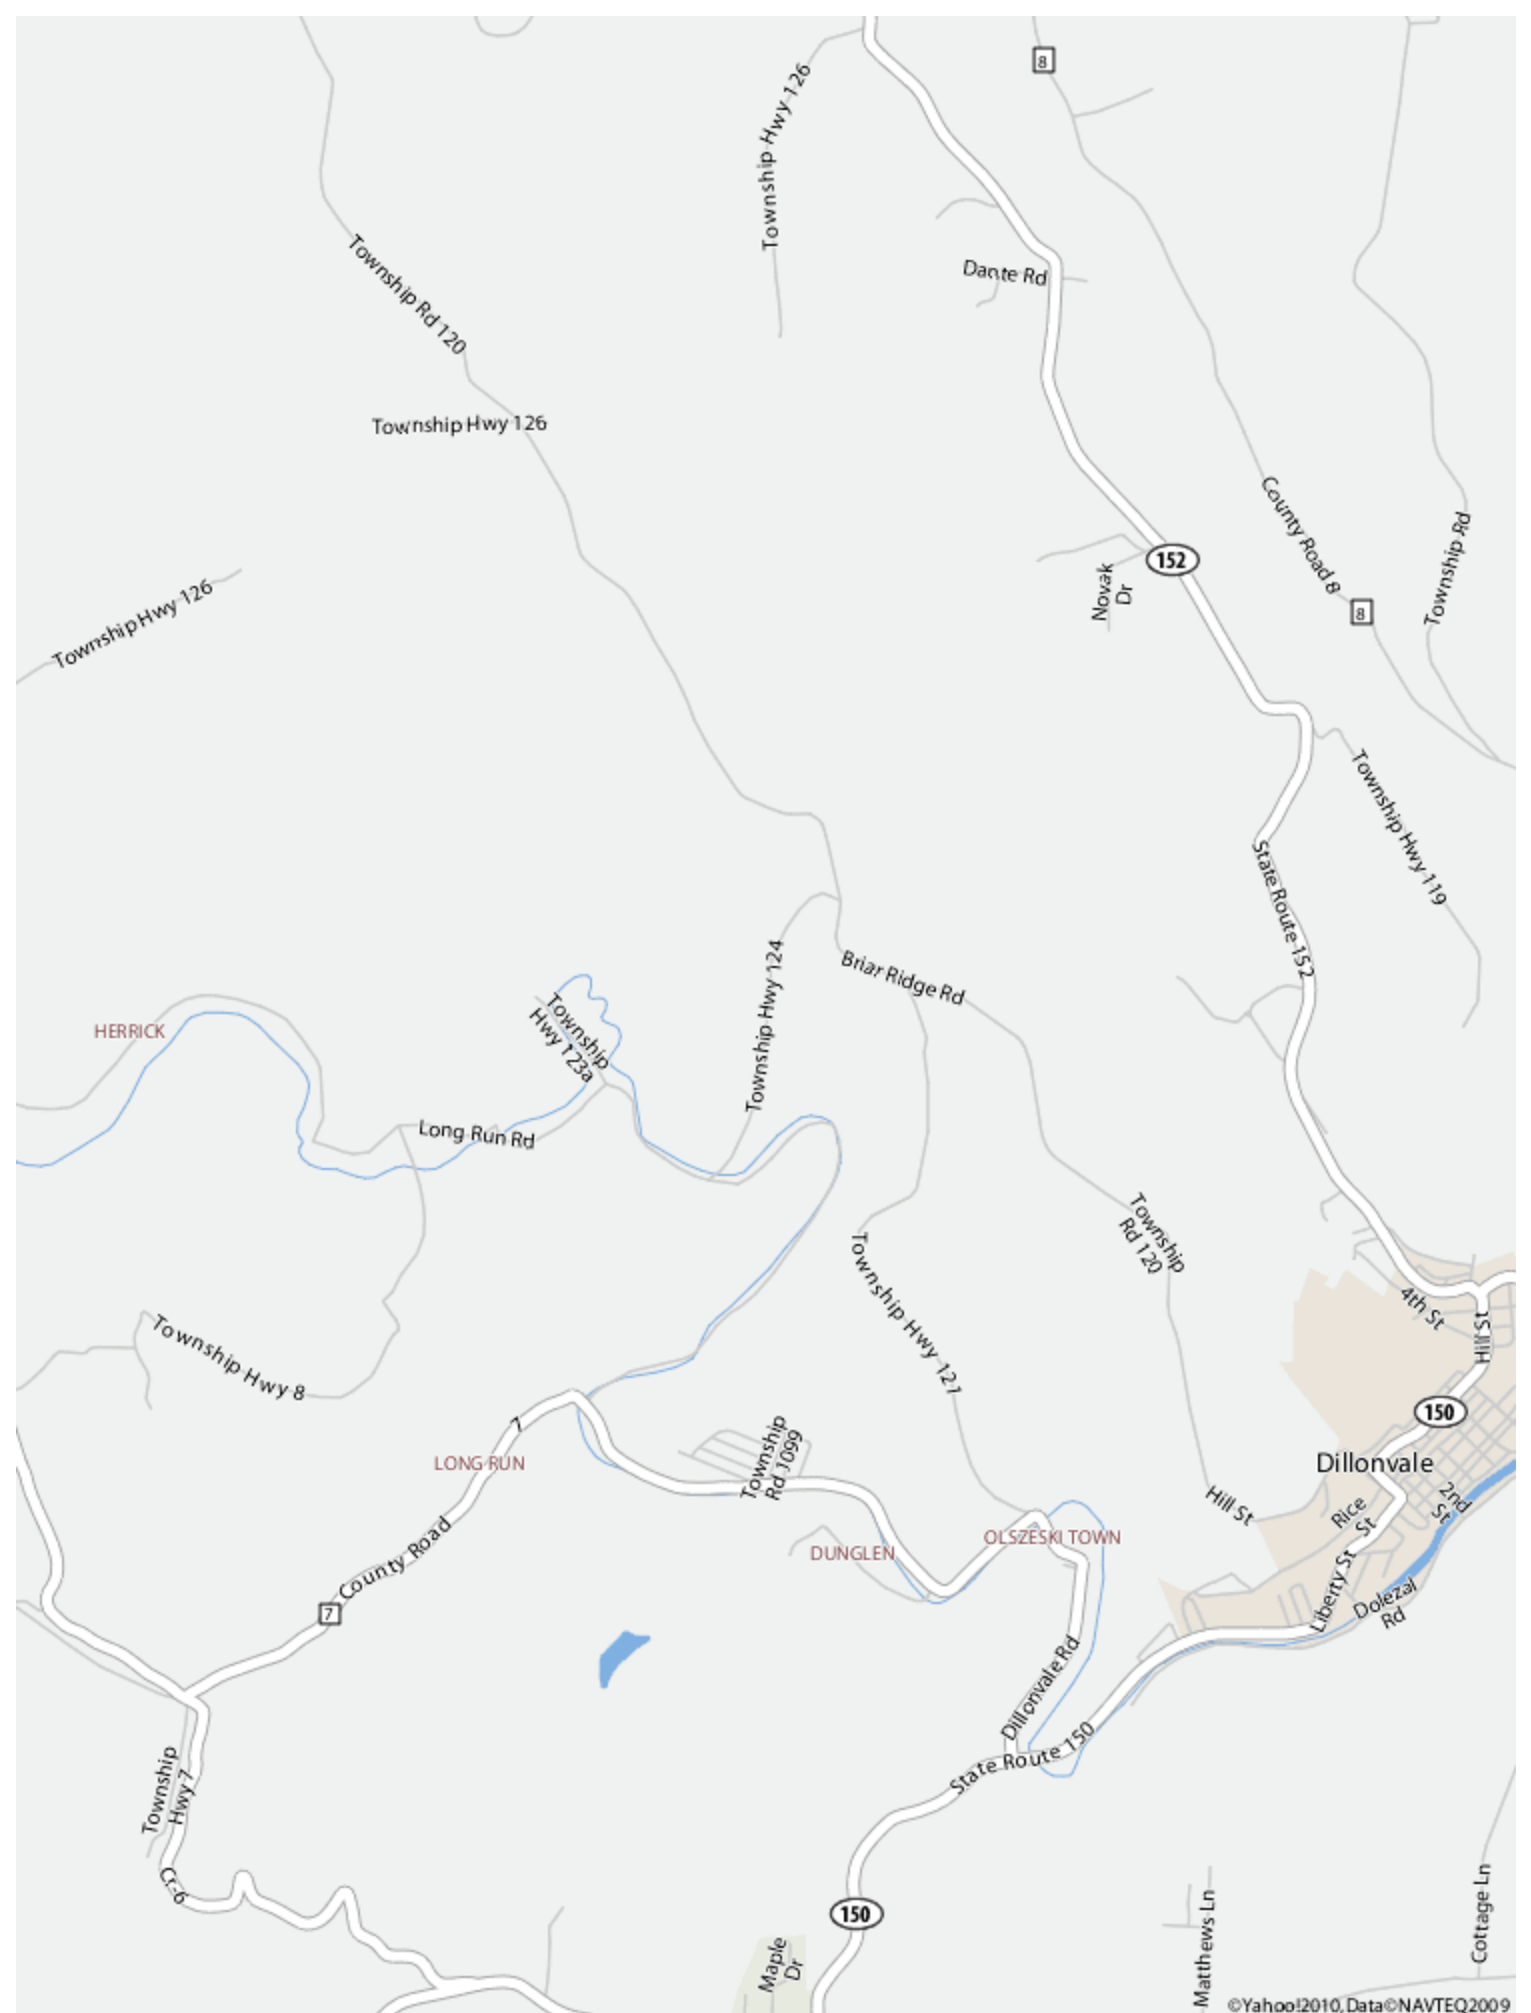 8
Township Hwy 126
Dante Rd
Township Rd 120
Township Hwy 126
County Road 8
Township Rd
152
Novak
Dr
8
Township Hwy 126
Township Hwy 119
State Route 152
Briar Ridge Rd
Township Hwy 124
HERRICK
Township
Hwy 123a
Long Run Rd
Township
Rd 120
Township Hwy 121
4th St
Hill St
Township Hwy 8
150
7
Township
Rd 1099
LONG RUN
Dillonvale
Hill St
Rice
St
2nd
St
OLSZESKI TOWN
DUNGLEN
County Road
7
Liberty St
Dolezal
Rd
Dillonvale Rd
State Route 150
Township
Hwy 7
Cr-6
150
Maple
Dr
Matthews Ln
Cottage Ln
©Yahoo!2010, Data©NAVTEQ2009